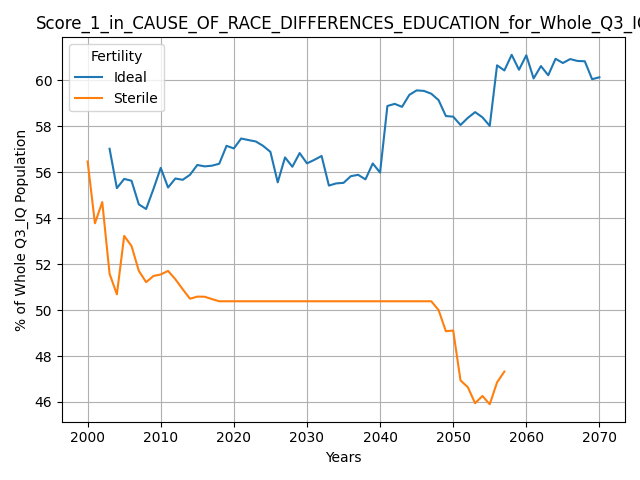 Score_1_in_CAUSE_OF_RACE_DIFFERENCES_EDUCATION_for_Whole_Q3_IQ
Fertility
Ideal
Sterile
% of Whole Q3_IQ Population
60
58
56
54
52
50
48
46
2000 2010 2020 2030 2040 2050 2060 2070
Years